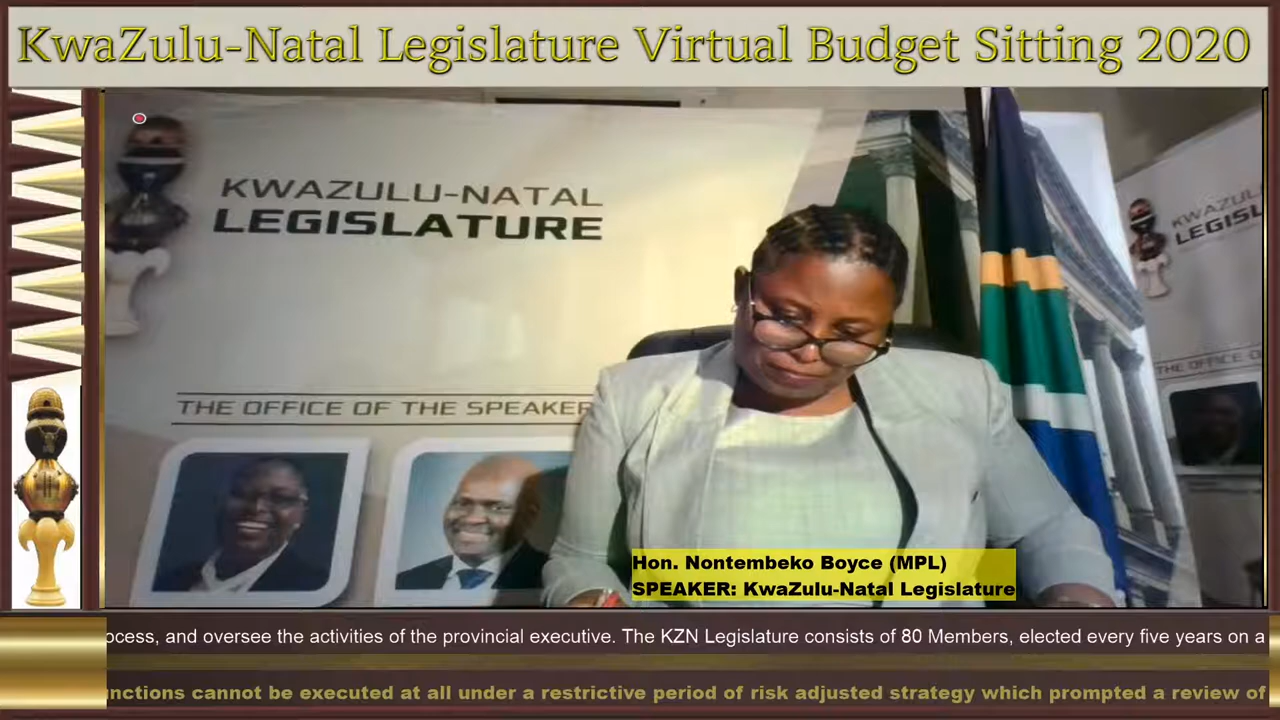 KwaZulu-Natal Legislature Virtual Budget Sitting 2020
KWAZULU-NATAL
LEGISLATURE
KWAZUL
LEGISL
THE OFFICE OF THE SPEAKER
THE OFFICE O
Hon. Nontembeko Boyce (MPL)
SPEAKER: KwaZulu-Natal Legislature
ocess, and oversee the activities of the provincial executive. The KZN Legislature consists of 80 Members, elected every five years on a
unctions cannot be executed at all under a restrictive period of risk adjusted strategy which prompted a review of